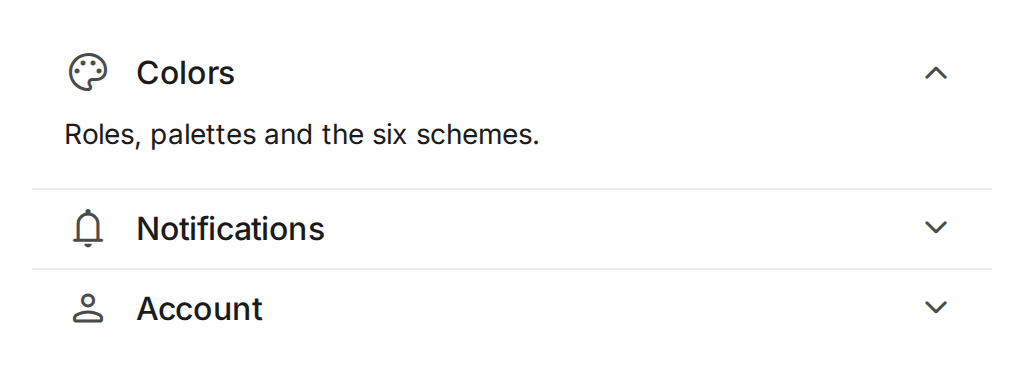 Colors
Roles, palettes and the six schemes.
Notifications
Account